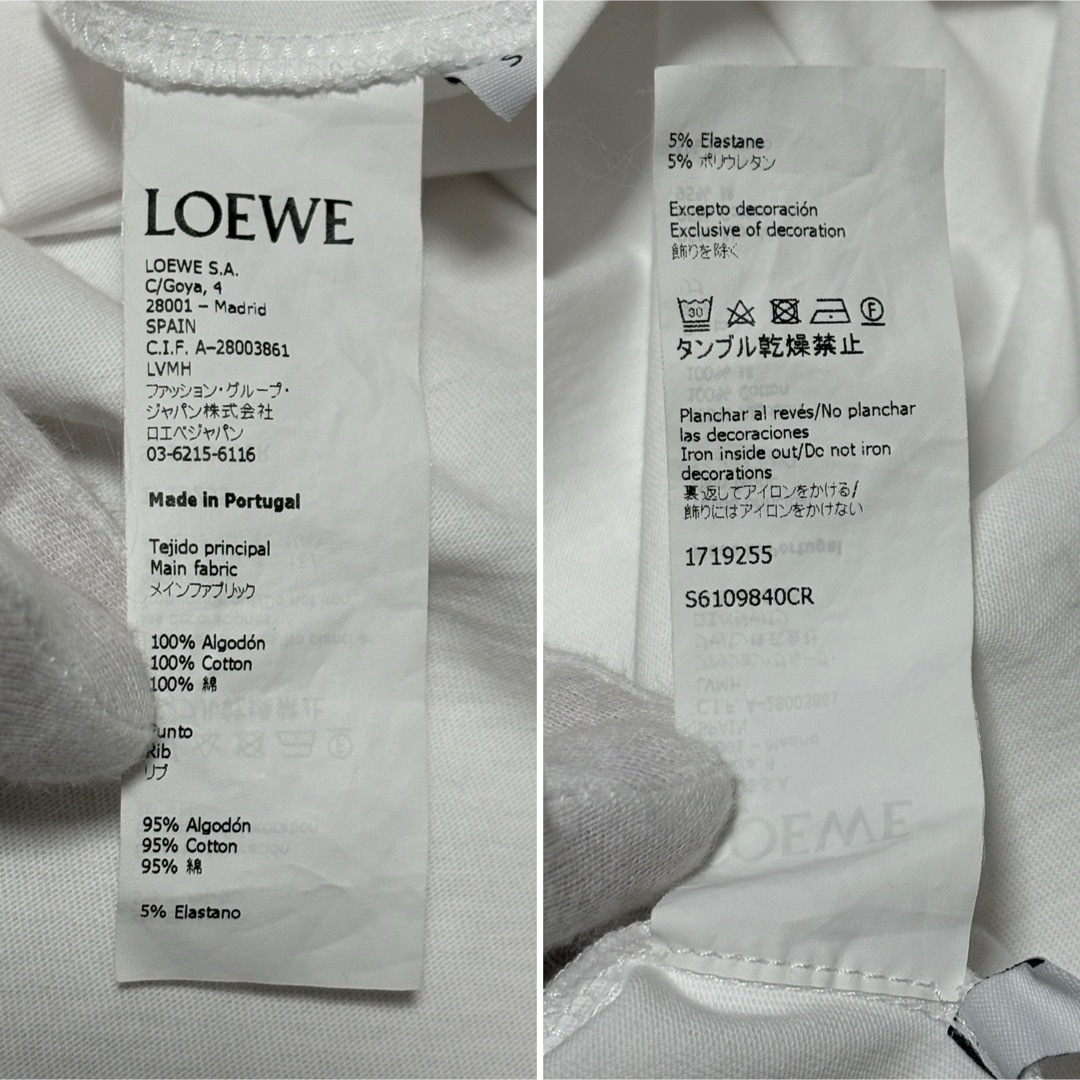 LOEWE
LOEWE S.A.
C/Goya, 4
28001 – Madrid
SPAIN
C.I.F. A-28003861
LVMH
ファッション・グループ・
ジャパン株式会社
ロエベジャパン
03-6215-6116
Made in Portugal
Tejido principal
Main fabric
メインファブリック
100% Algodón
100% Cotton
100% 綿
unto
Rib
リブ
95% Algodón
95% Cotton
95% 綿
5% Elastano
S
5% Elastane
5% ポリウレタン
Excepto decoración
Exclusive of decoration
飾りを除く
30
F
タンブル乾燥禁止
Planchar al revés/No planchar
las decoraciones
Iron inside out/Do not iron
decorations
裏返してアイロンをかける/
飾りにはアイロンをかけない
1719255
S6109840CR